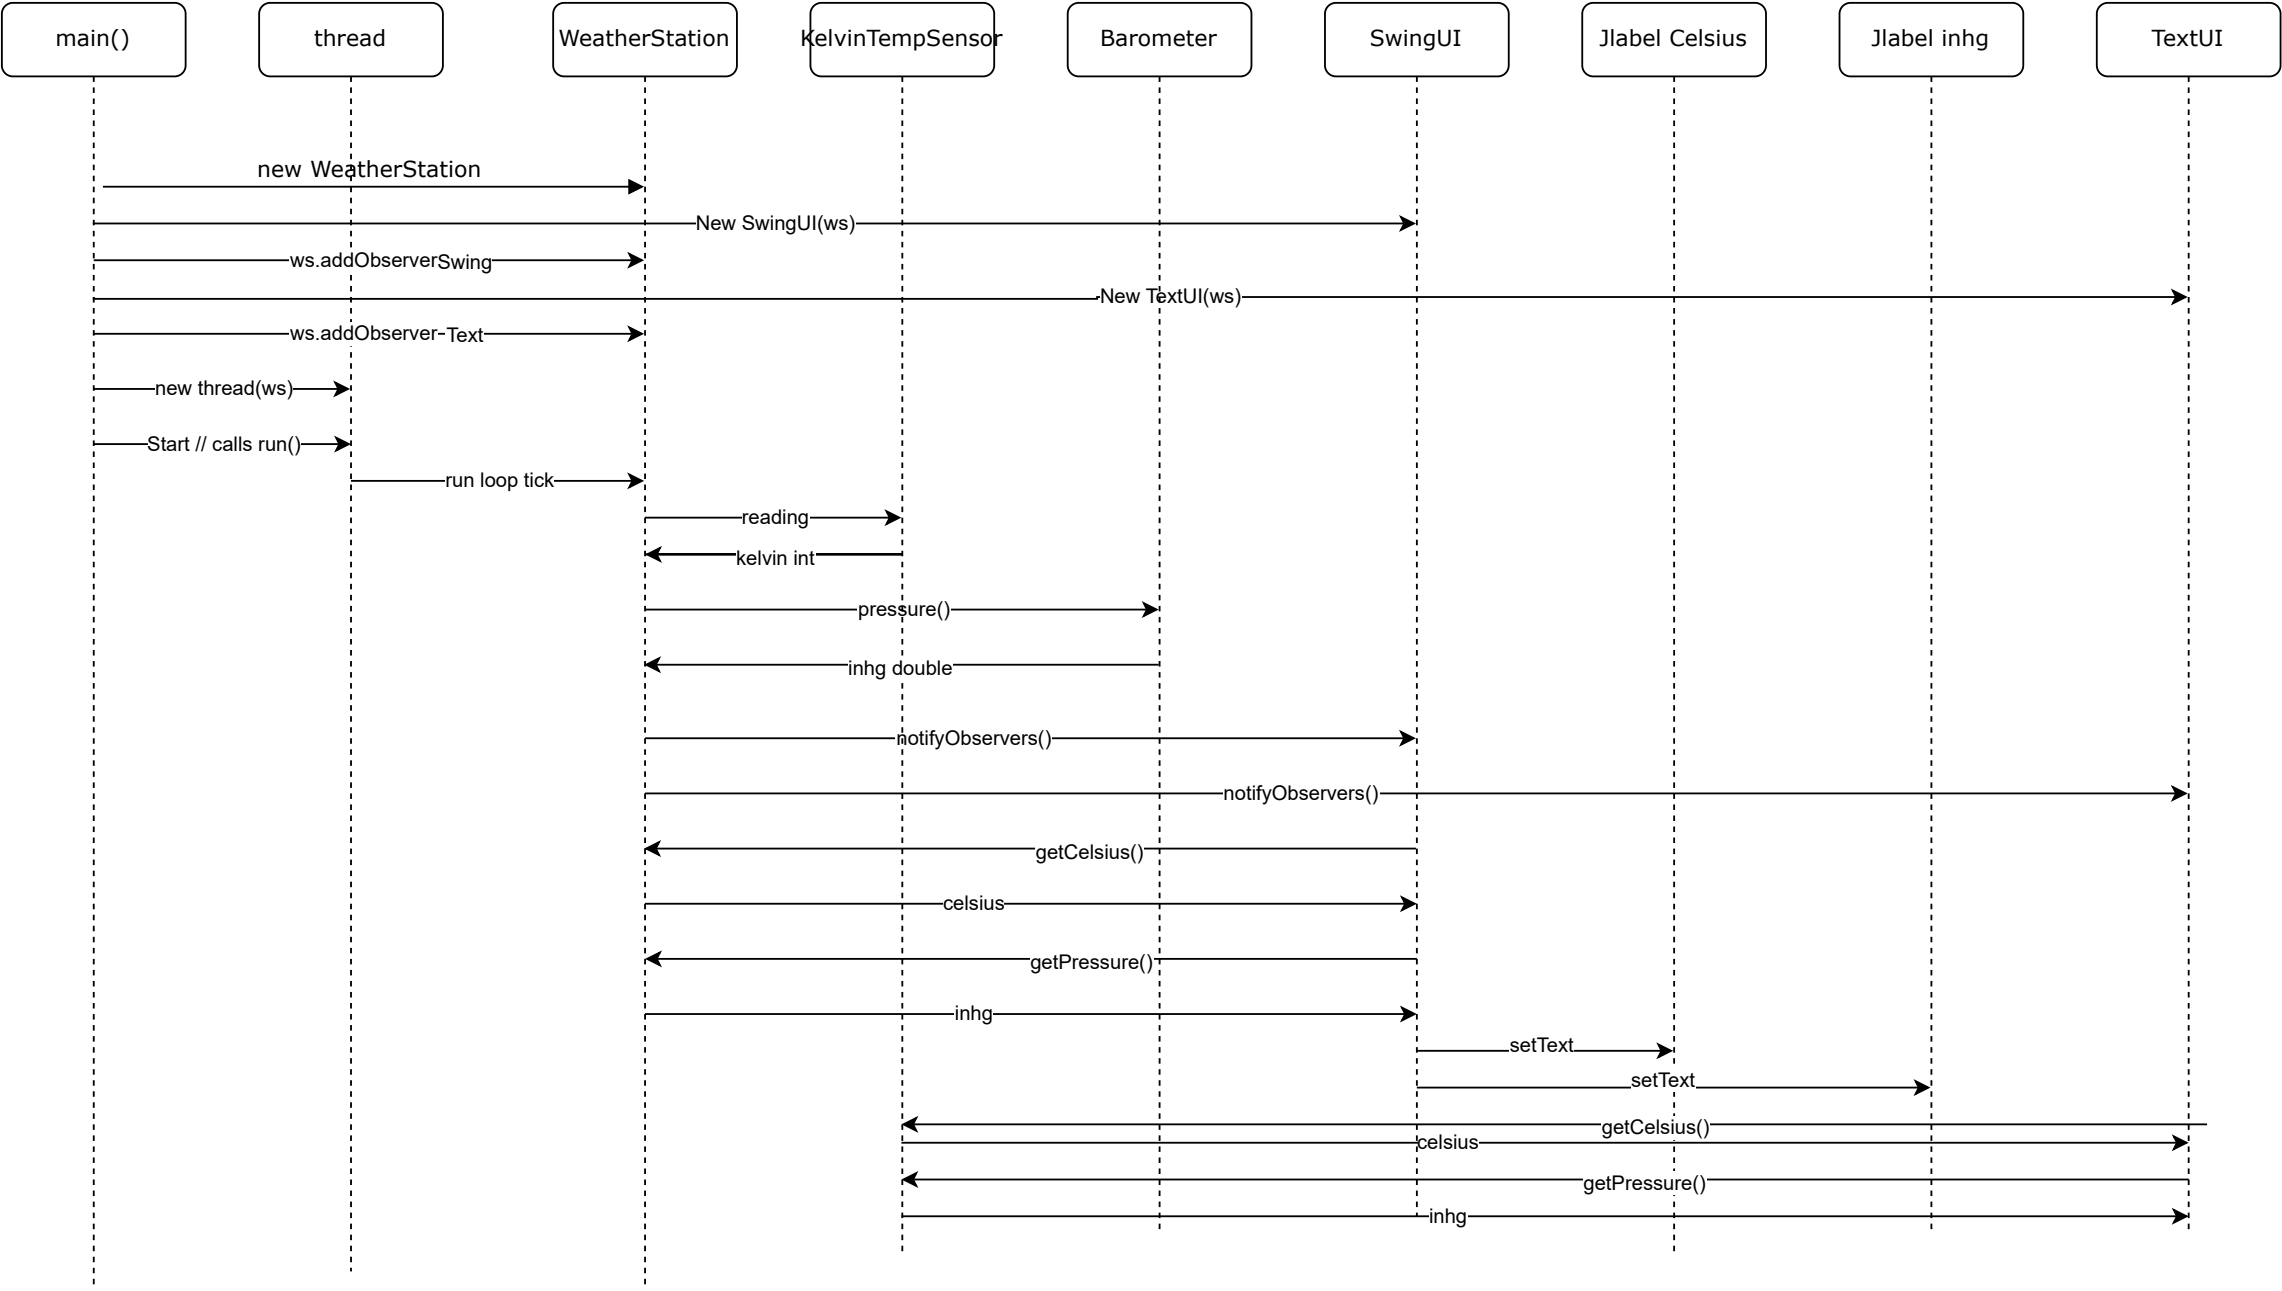 main()
thread
WeatherStation
KelvinTempSensor
Barometer
SwingUI
Jlabel Celsius
Jlabel inhg
TextUI
new WeatherStation
New SwingUI(ws)
ws.addObserver Swing
New TextUI(ws)
ws.addObserver Text
new thread(ws)
Start // calls run()
run loop tick
reading
kelvin int
pressure()
inhg double
notifyObservers()
notifyObservers()
getCelsius()
celsius
getPressure()
inhg
setText
setText
getCelsius()
celsius
getPressure()
inhg